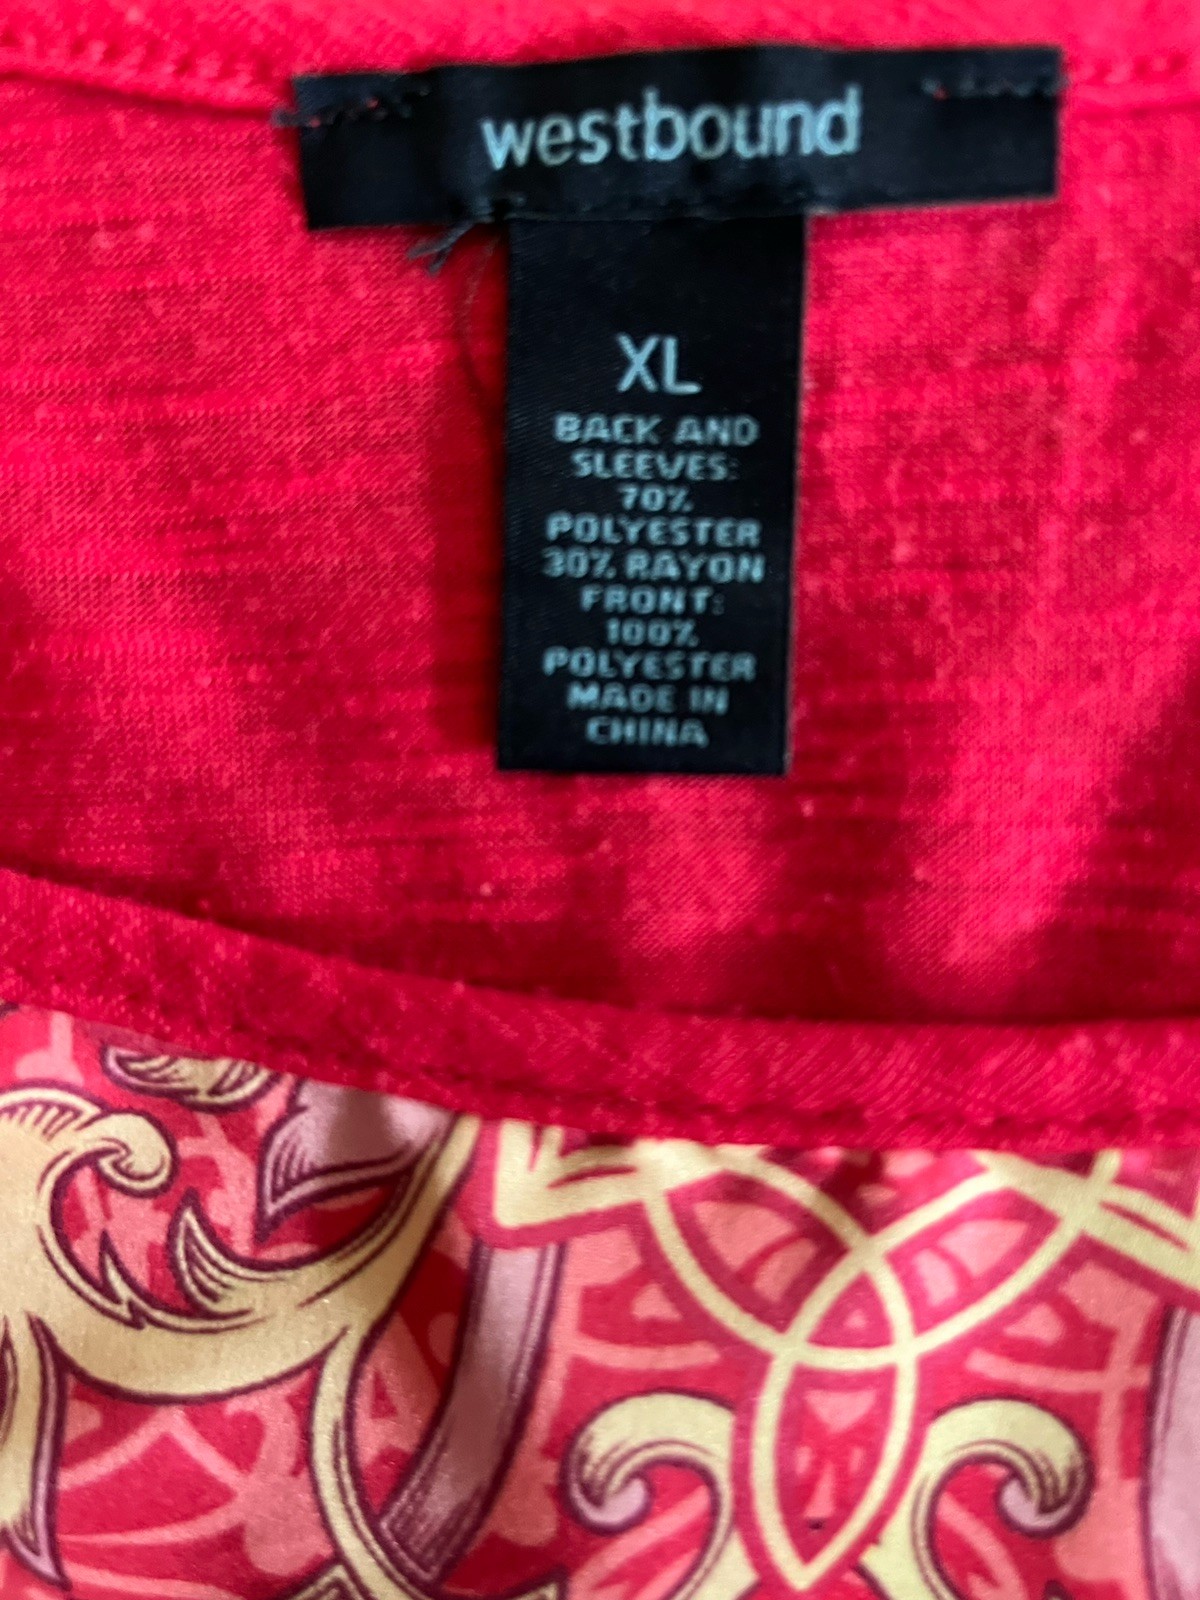 westbound
XL
BACK AND
SLEEVES:
70%
POLYESTER
30% RAYON
FRONT:
100%
POLYESTER
MADE IN
CHINA